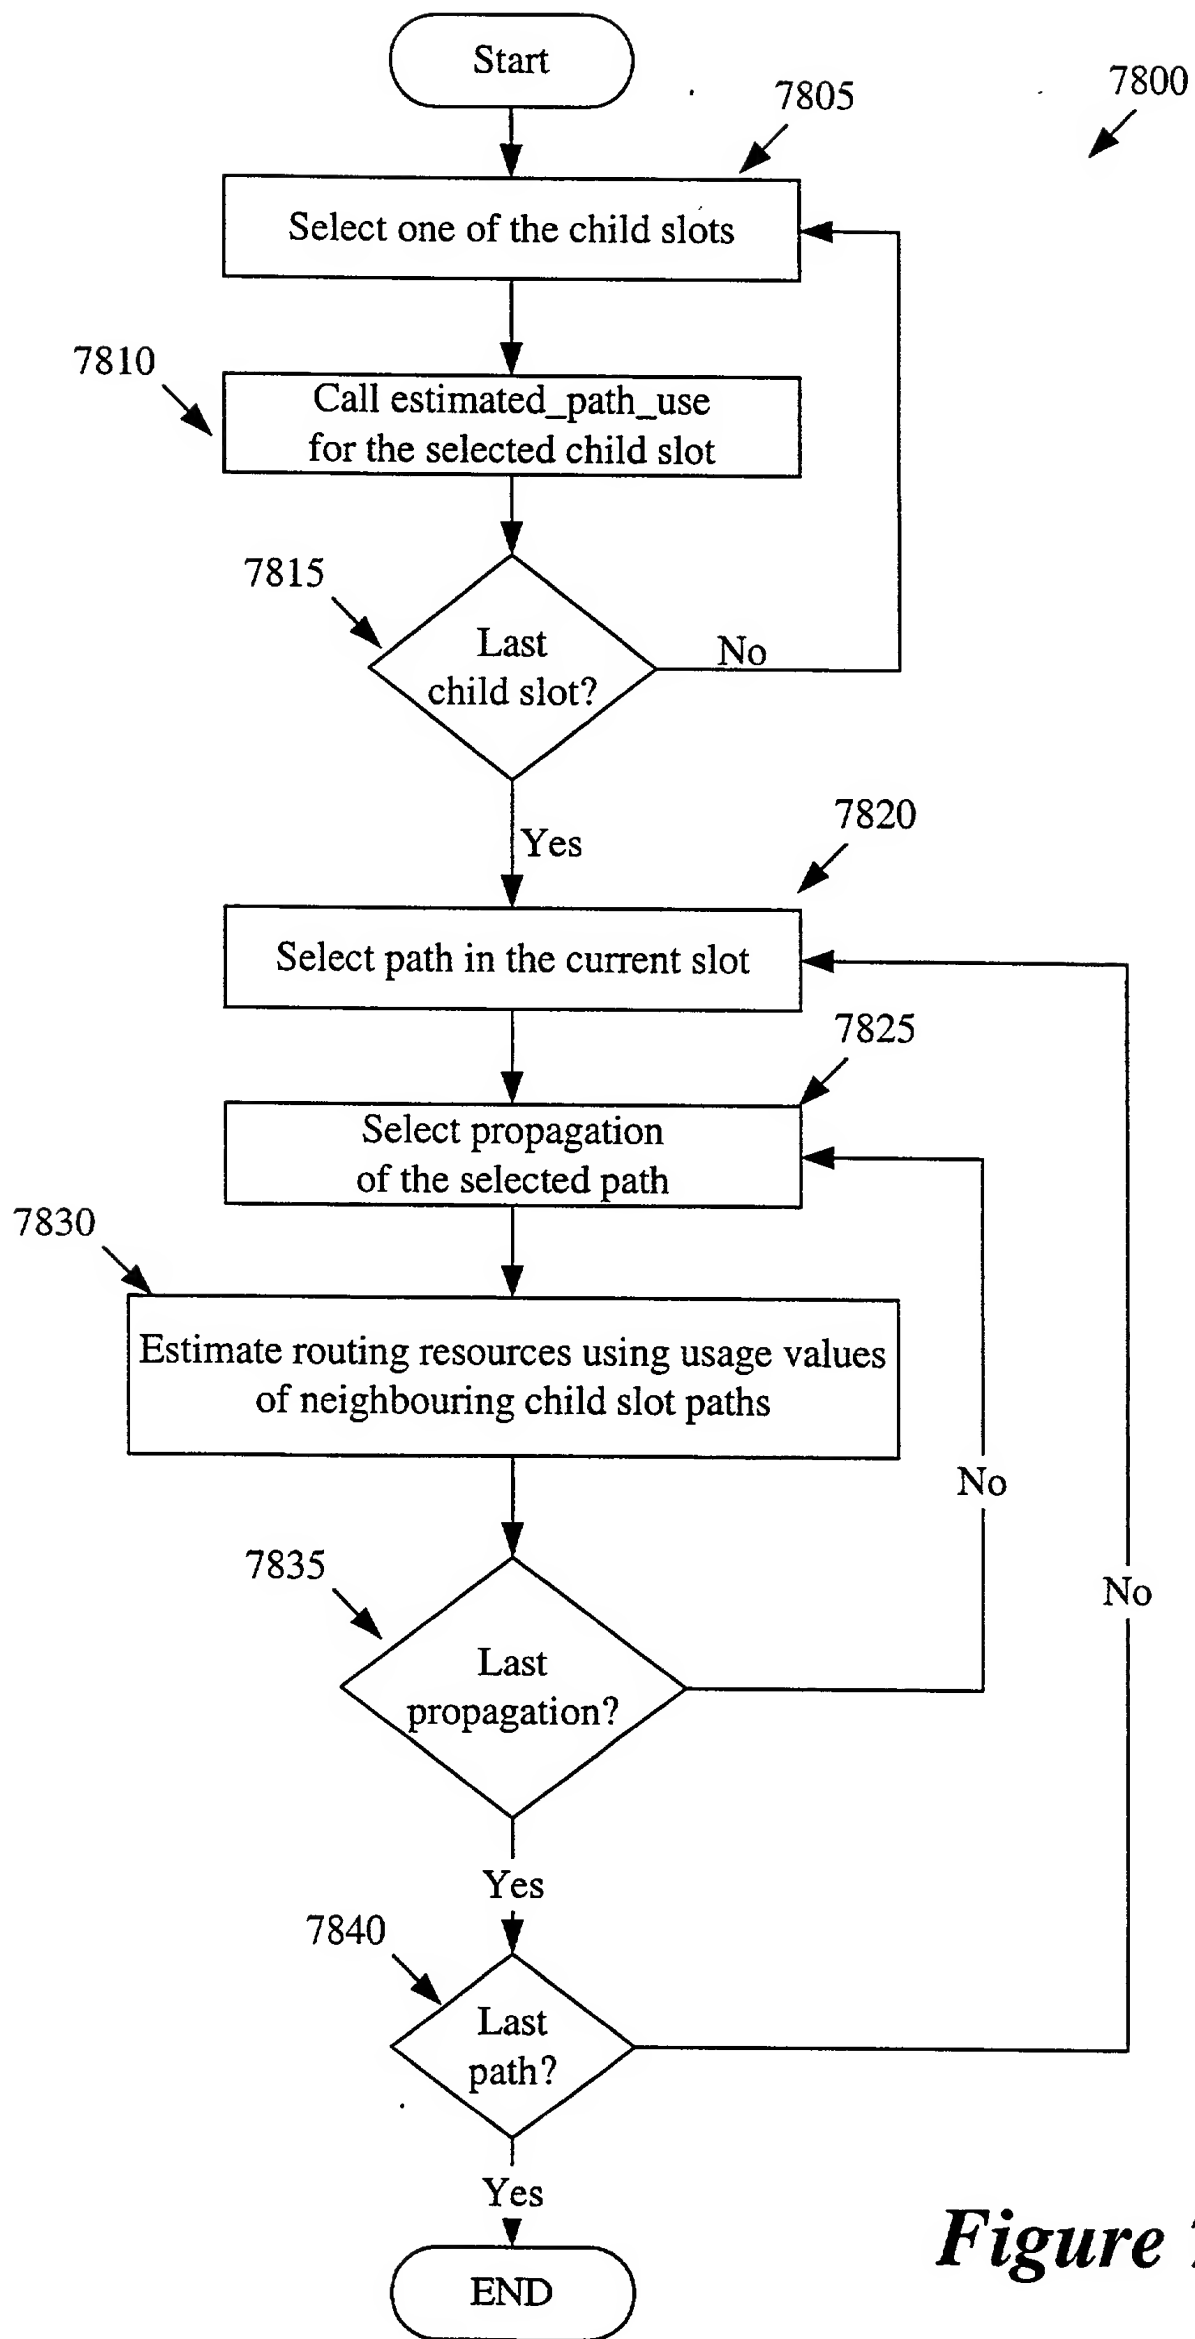 Start
7805
7800
Select one of the child slots
7810
Call estimated_path_use
for the selected child slot
7815
Last
child slot?
No
Yes
7820
Select path in the current slot
7825
Select propagation
of the selected path
7830
Estimate routing resources using usage values
of neighbouring child slot paths
No
7835
No
Last
propagation?
Yes
7840
Last
path?
Yes
Figure
END